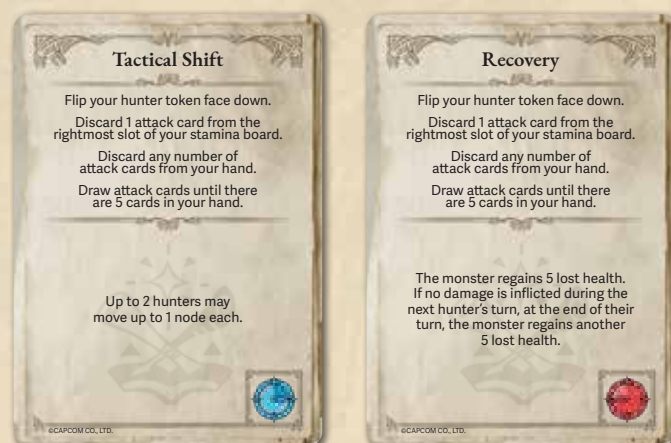 Tactical Shift
Flip your hunter token face down.
Discard 1 attack card from the
rightmost slot of your stamina board.
Discard any number of
attack cards from your hand.
Draw attack cards until there
are 5 cards in your hand.
Up to 2 hunters may
move up to 1 node each.
©CAPCOM CO., LTD.
Recovery
Flip your hunter token face down.
Discard 1 attack card from the
rightmost slot of your stamina board.
Discard any number of
attack cards from your hand.
Draw attack cards until there
are 5 cards in your hand.
The monster regains 5 lost health.
If no damage is inflicted during the
next hunter's turn, at the end of their
turn, the monster regains another
5 lost health.
©CAPCOM CO., LTD.